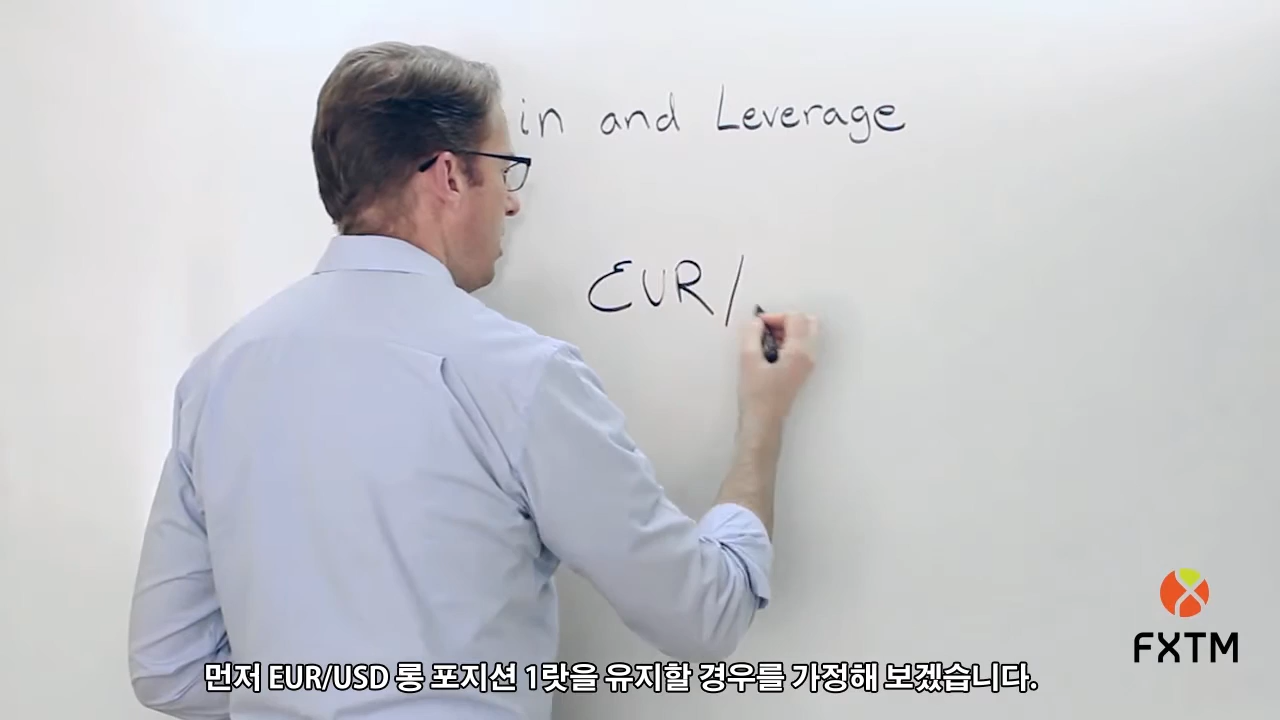 in and Leverage
EUR/
FXTM
먼저 EUR/USD 롱 포지션 1랏을 유지할 경우를 가정해 보겠습니다.